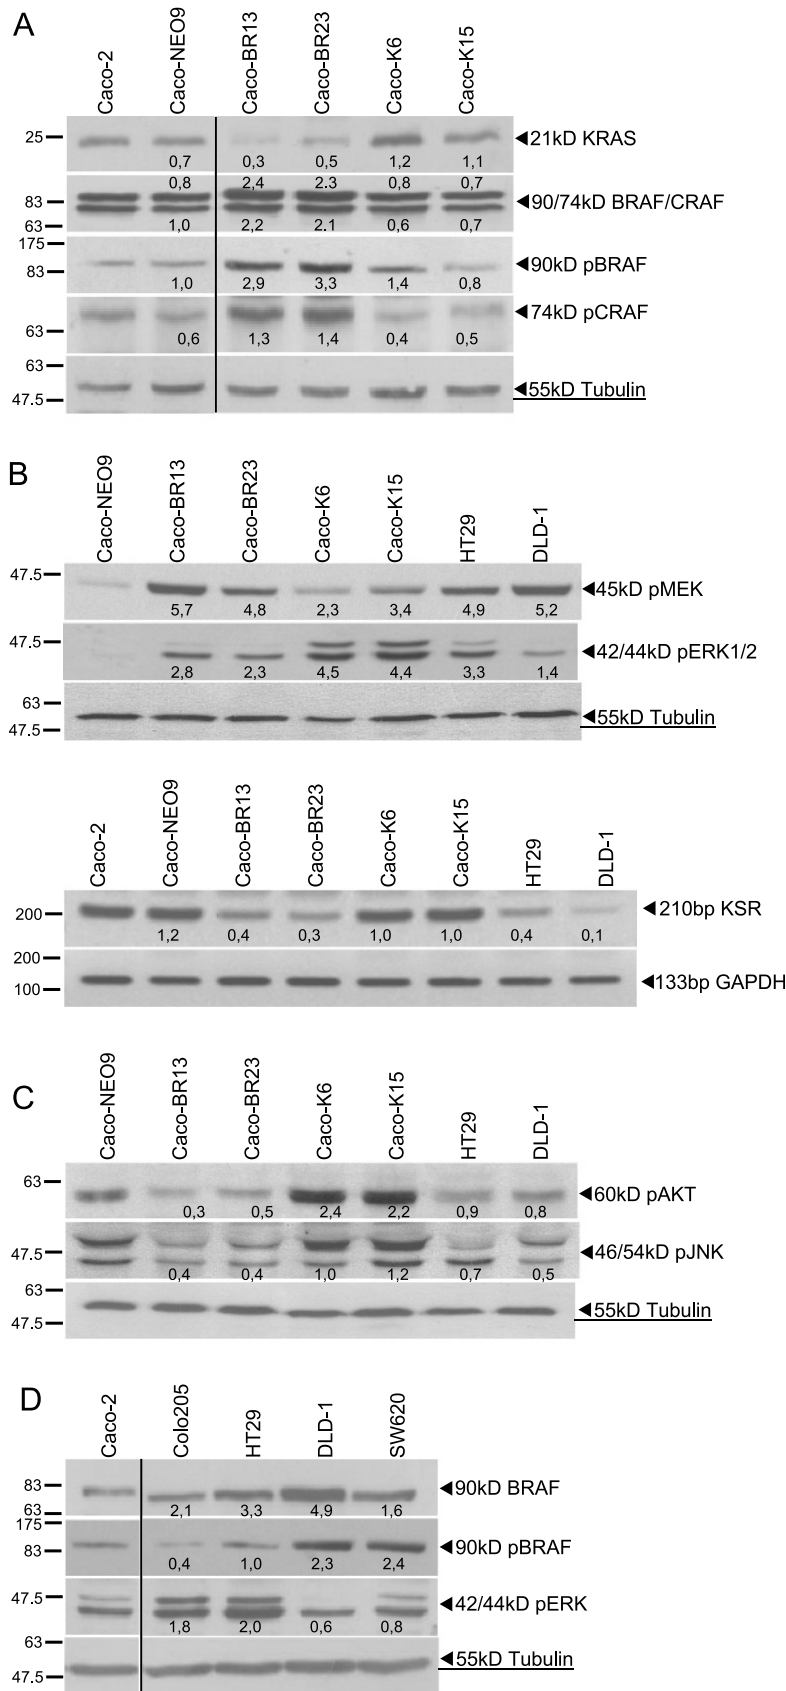 A
Caco-2 Caco-NEO9 Caco-BR13 Caco-BR23 Caco-K6 Caco-K15
25 21kD KRAS
0,7 0,3 0,5 1,2 1,1
0,8 2,4 2.3 0,8 0,7
83 90/74kD BRAF/CRAF
63 1,0 2,2 2.1 0,6 0,7
175
83 90kD pBRAF
1,0 2,9 3,3 1,4 0,8
74kD pCRAF
63 0,6 1,3 1,4 0,4 0,5
63
55kD Tubulin
47.5
B
Caco-NEO9 Caco-BR13 Caco-BR23 Caco-K6 Caco-K15 HT29 DLD-1
47.5 45kD pMEK
5,7 4,8 2,3 3,4 4,9 5,2
47.5 42/44kD pERK1/2
2,8 2,3 4,5 4,4 3,3 1,4
63
55kD Tubulin
47.5
Caco-2 Caco-NEO9 Caco-BR13 Caco-BR23 Caco-K6 Caco-K15 HT29 DLD-1
200 210bp KSR
1,2 0,4 0,3 1,0 1,0 0,4 0,1
200
100 133bp GAPDH
C
Caco-NEO9 Caco-BR13 Caco-BR23 Caco-K6 Caco-K15 HT29 DLD-1
63 60kD pAKT
0,3 0,5 2,4 2,2 0,9 0,8
47.5 46/54kD pJNK
0,4 0,4 1,0 1,2 0,7 0,5
63
55kD Tubulin
47.5
D
Caco-2 Colo205 HT29 DLD-1 SW620
83 90kD BRAF
63 2,1 3,3 4,9 1,6
175
83 90kD pBRAF
0,4 1,0 2,3 2,4
47.5 42/44kD pERK
1,8 2,0 0,6 0,8
63
55kD Tubulin
47.5